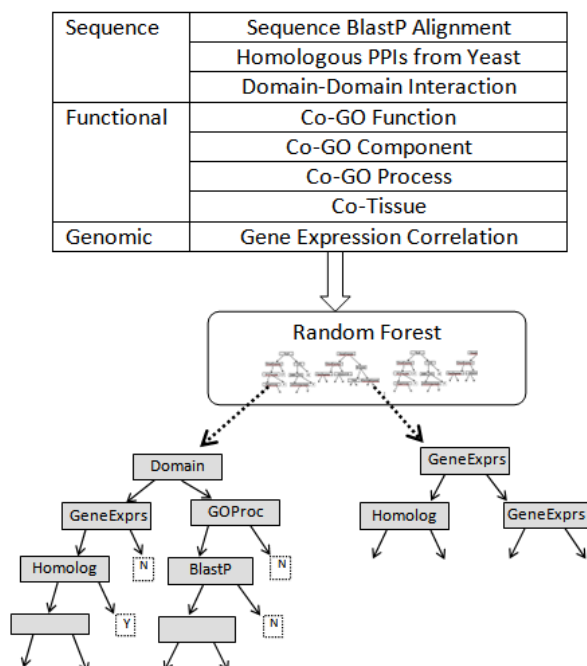 Sequence Sequence BlastP Alignment
Homologous PPIs from Yeast
Domain-Domain Interaction
Functional Co-GO Function
Co-GO Component
Co-GO Process
Co-Tissue
Genomic Gene Expression Correlation
Random Forest
Domain
GeneExprs GOProc
Homolog N BlastP N
Y N
GeneExprs
Homolog GeneExprs